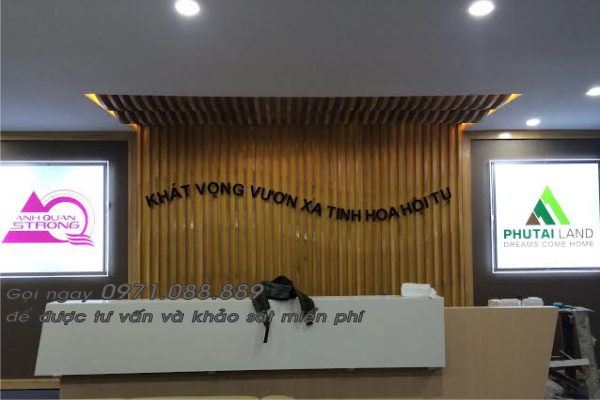 KHÁT VỌNG VƯƠN XA TINH HOA HỘI TỤ
ANH QUAN
STRONG
PHUTAI LAND
DREAMS COME HOME
Gọi ngay 0971.088.889
để được tư vấn và khảo sát miễn phí